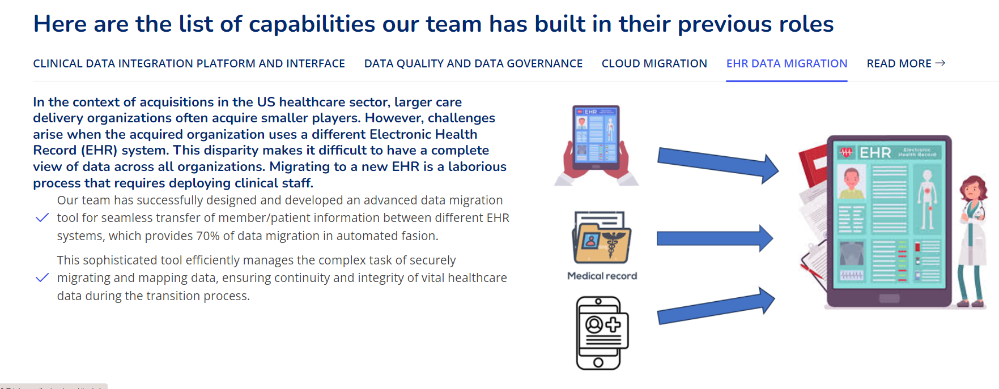 Here are the list of capabilities our team has built in their previous roles
CLINICAL DATA INTEGRATION PLATFORM AND INTERFACE DATA QUALITY AND DATA GOVERNANCE CLOUD MIGRATION EHR DATA MIGRATION READ MORE →
In the context of acquisitions in the US healthcare sector, larger care
delivery organizations often acquire smaller players. However, challenges
arise when the acquired organization uses a different Electronic Health
Record (EHR) system. This disparity makes it difficult to have a complete
view of data across all organizations. Migrating to a new EHR is a laborious
process that requires deploying clinical staff.
Our team has successfully designed and developed an advanced data migration
tool for seamless transfer of member/patient information between different EHR
systems, which provides 70% of data migration in automated fasion.
This sophisticated tool efficiently manages the complex task of securely
migrating and mapping data, ensuring continuity and integrity of vital healthcare
data during the transition process.
EHR
Medical record
EHR Electronic
Health Record